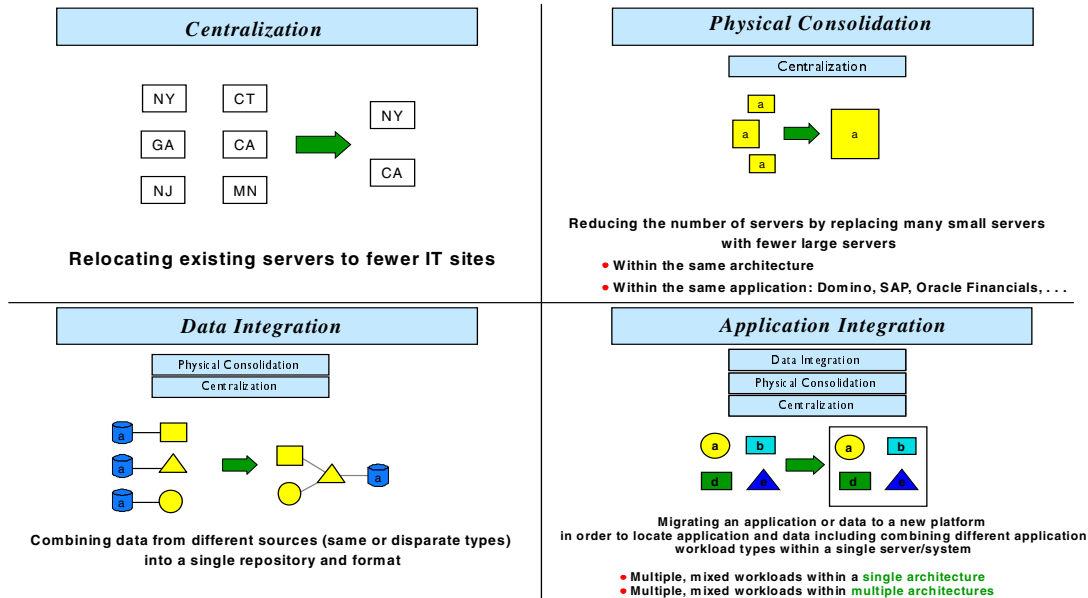 Centralization
NY CT
GA CA
NJ MN
NY
CA
Relocating existing servers to fewer IT sites
Physical Consolidation
Centralization
a
a
a
a
Reducing the number of servers by replacing many small servers
with fewer large servers
Within the same architecture
Within the same application: Domino, SAP, Oracle Financials, . . .
Data Integration
Physical Consolidation
Centralization
a
a
a
a
Combining data from different sources (same or disparate types)
into a single repository and format
Application Integration
Data Integration
Physical Consolidation
Centralization
a b
d e
a b
d e
Migrating an application or data to a new platform
in order to locate application and data including combining different application
workload types within a single server/system
Multiple, mixed workloads within a single architecture
Multiple, mixed workloads within multiple architectures